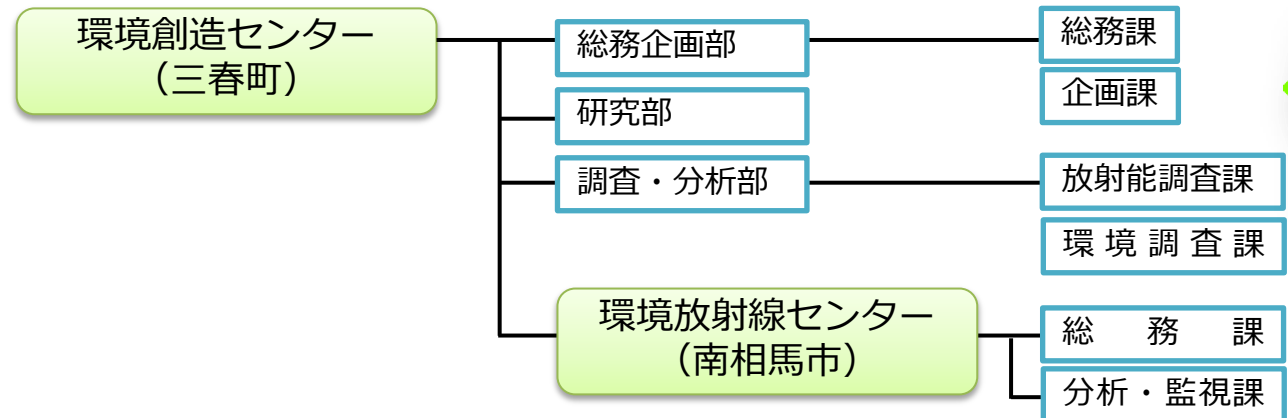 環境創造センター
（三春町）
総務企画部
総務課
企画課
研究部
調査・分析部
放射能調査課
環境調査課
環境放射線センター
（南相馬市）
総務課
分析・監視課